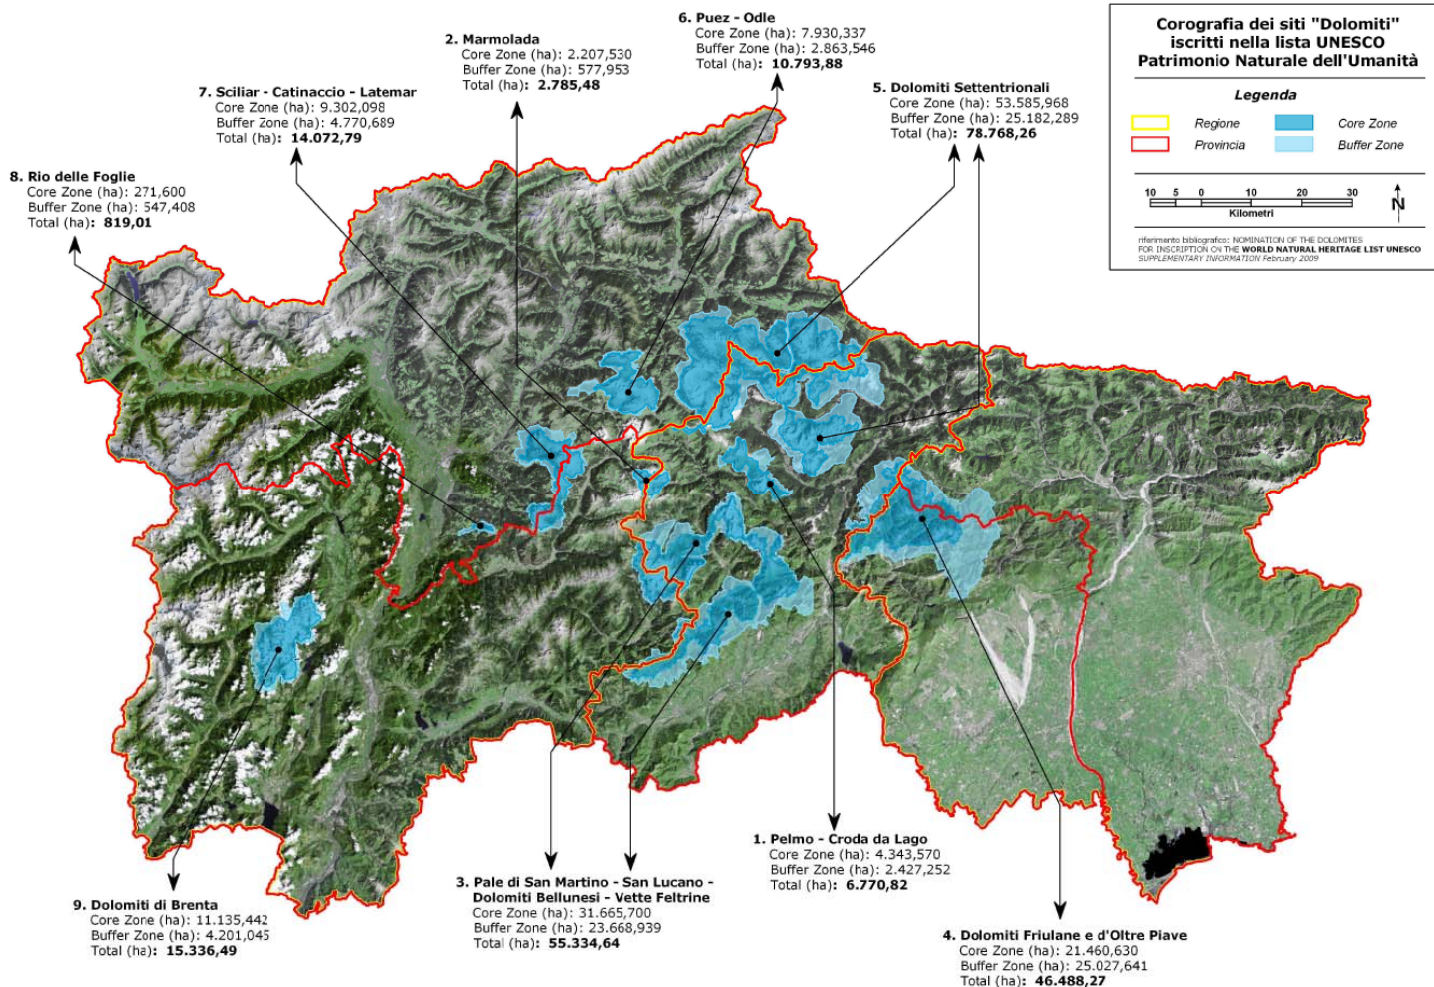 6. Puez - Odle
Core Zone (ha): 7.930,337
Buffer Zone (ha): 2.863,546
Total (ha): 10.793,88
2. Marmolada
Core Zone (ha): 2.207,530
Buffer Zone (ha): 577,953
Total (ha): 2.785,48
7. Sciliar - Catinaccio - Latemar
Core Zone (ha): 9.302,098
Buffer Zone (ha): 4.770,689
Total (ha): 14.072,79
5. Dolomiti Settentrionali
Core Zone (ha): 53.585,968
Buffer Zone (ha): 25.182,289
Total (ha): 78.768,26
8. Rio delle Foglie
Core Zone (ha): 271,600
Buffer Zone (ha): 547,408
Total (ha): 819,01
Corografia dei siti "Dolomiti"
iscritti nella lista UNESCO
Patrimonio Naturale dell'Umanità
Legenda
Regione
Core Zone
Provincia
Buffer Zone
10 5 0 10 20 30
Kilometri
N
riferimento bibliografico: NOMINATION OF THE DOLOMITES
FOR INSCRIPTION ON THE WORLD NATURAL HERITAGE LIST UNESCO
SUPPLEMENTARY INFORMATION February 2009
1. Pelmo - Croda da Lago
Core Zone (ha): 4.343,570
Buffer Zone (ha): 2.427,252
Total (ha): 6.770,82
3. Pale di San Martino - San Lucano -
Dolomiti Bellunesi - Vette Feltrine
Core Zone (ha): 31.665,700
Buffer Zone (ha): 23.668,939
Total (ha): 55.334,64
9. Dolomiti di Brenta
Core Zone (ha): 11.135,442
Buffer Zone (ha): 4.201,045
Total (ha): 15.336,49
4. Dolomiti Friulane e d'Oltre Piave
Core Zone (ha): 21.460,630
Buffer Zone (ha): 25.027,641
Total (ha): 46.488,27